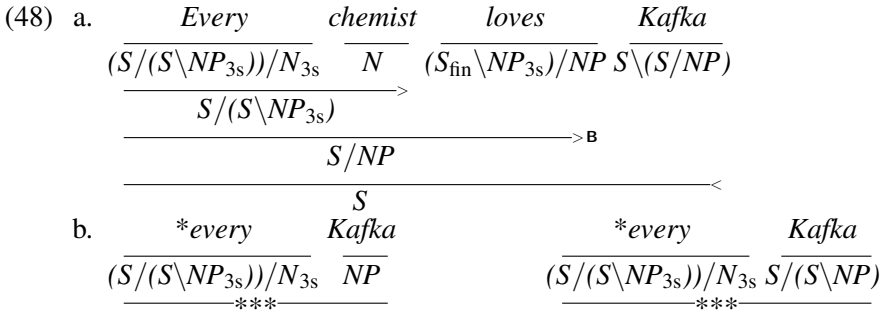 (48) a. Every chemist loves Kafka
(S/(S\NP3s))/N3s N (Sfin\NP3s)/NP S\(S/NP)
>
S/(S\NP3s)
>B
S/NP
<
S
b. *every Kafka *every Kafka
(S/(S\NP3s))/N3s NP (S/(S\NP3s))/N3s S/(S\NP)
*** ***